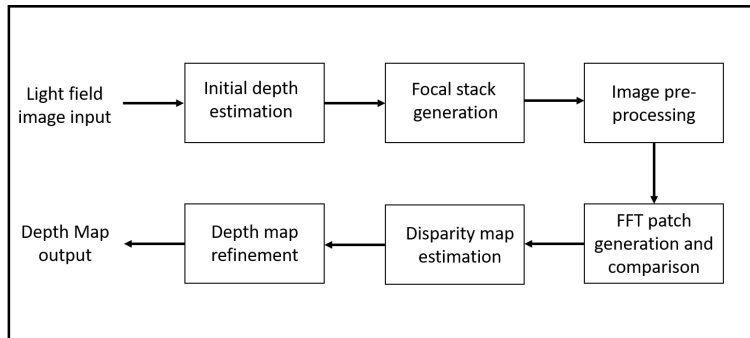 Light field
image input
Initial depth
estimation
Focal stack
generation
Image pre-
processing
FFT patch
generation and
comparison
Disparity map
estimation
Depth map
refinement
Depth Map
output